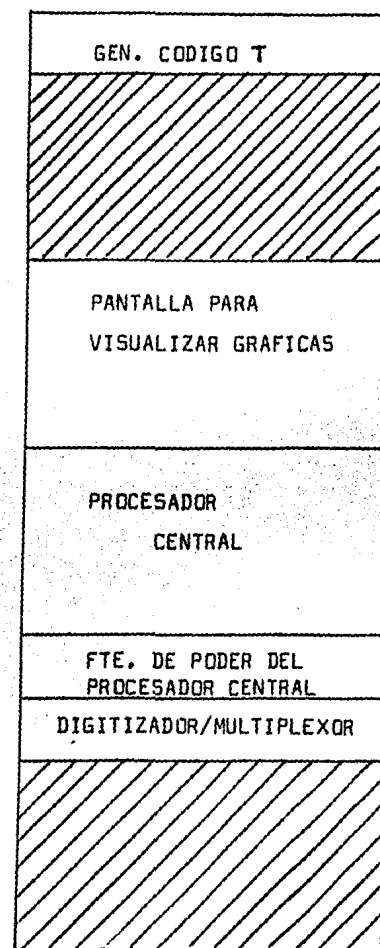 GEN. CODIGO T
PANTALLA PARA
VISUALIZAR GRAFICAS
PROCESADOR
CENTRAL
FTE. DE PODER DEL
PROCESADOR CENTRAL
DIGITIZADOR/MULTIPLEXOR